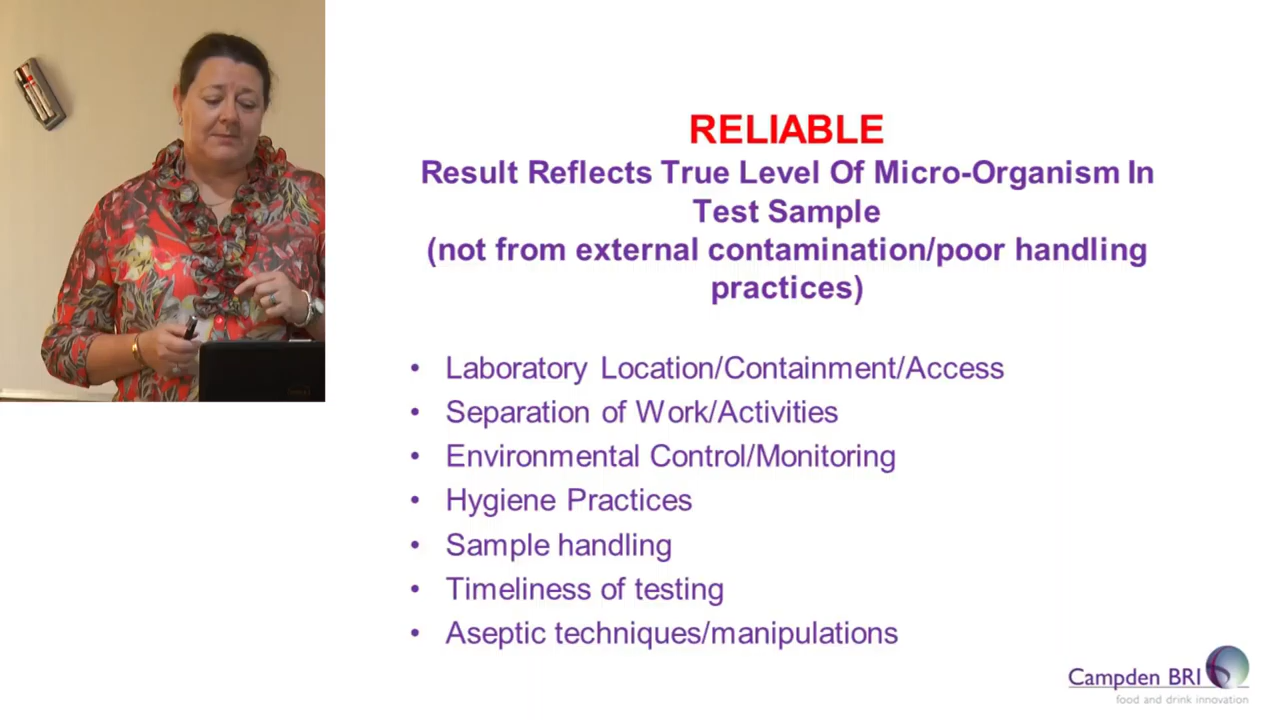 RELIABLE
Result Reflects True Level Of Micro-Organism In
Test Sample
(not from external contamination/poor handling
practices)
• Laboratory Location/Containment/Access
• Separation of Work/Activities
• Environmental Control/Monitoring
• Hygiene Practices
• Sample handling
• Timeliness of testing
• Aseptic techniques/manipulations
Campden BRI
food and drink innovation